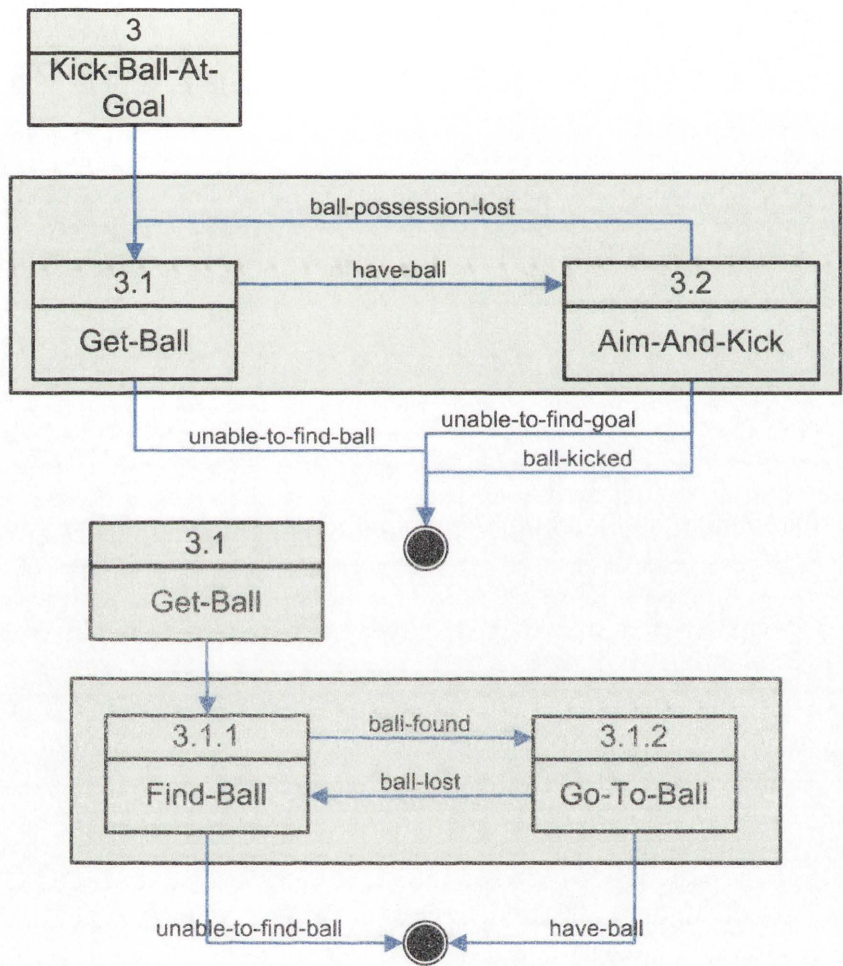 3
Kick-Ball-At-
Goal
ball-possession-lost
3.1
Get-Ball
have-ball
3.2
Aim-And-Kick
unable-to-find-ball
unable-to-find-goal
ball-kicked
3.1
Get-Ball
3.1.1
Find-Ball
ball-found
ball-lost
3.1.2
Go-To-Ball
unable-to-find-ball
have-ball